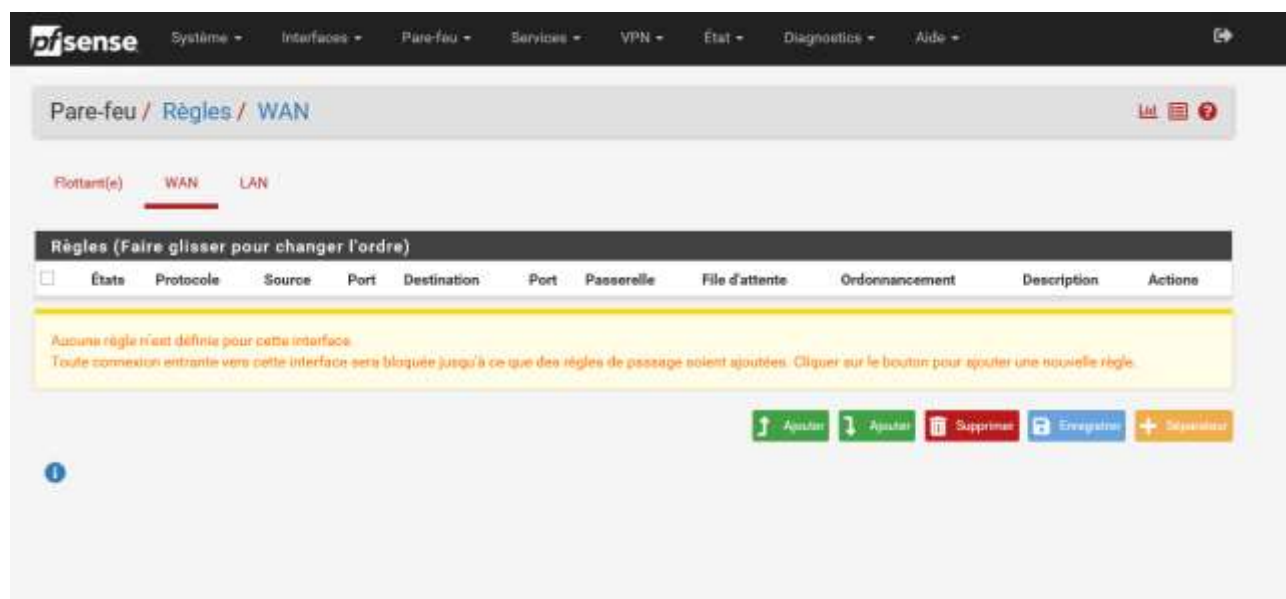 pfsense Système Interfaces Pare-feu Services VPN État Diagnostics Aide
Pare-feu / Règles / WAN
Flottant(e) WAN LAN
Règles (Faire glisser pour changer l'ordre)
États Protocole Source Port Destination Port Passerelle File d'attente Ordonnancement Description Actions
Aucune règle n'est définie pour cette interface.
Toute connexion entrante vers cette interface sera bloquée jusqu'à ce que des règles de passage soient ajoutées. Cliquer sur le bouton pour ajouter une nouvelle règle.
Ajouter Ajouter Supprimer Enregistrer Séparateur